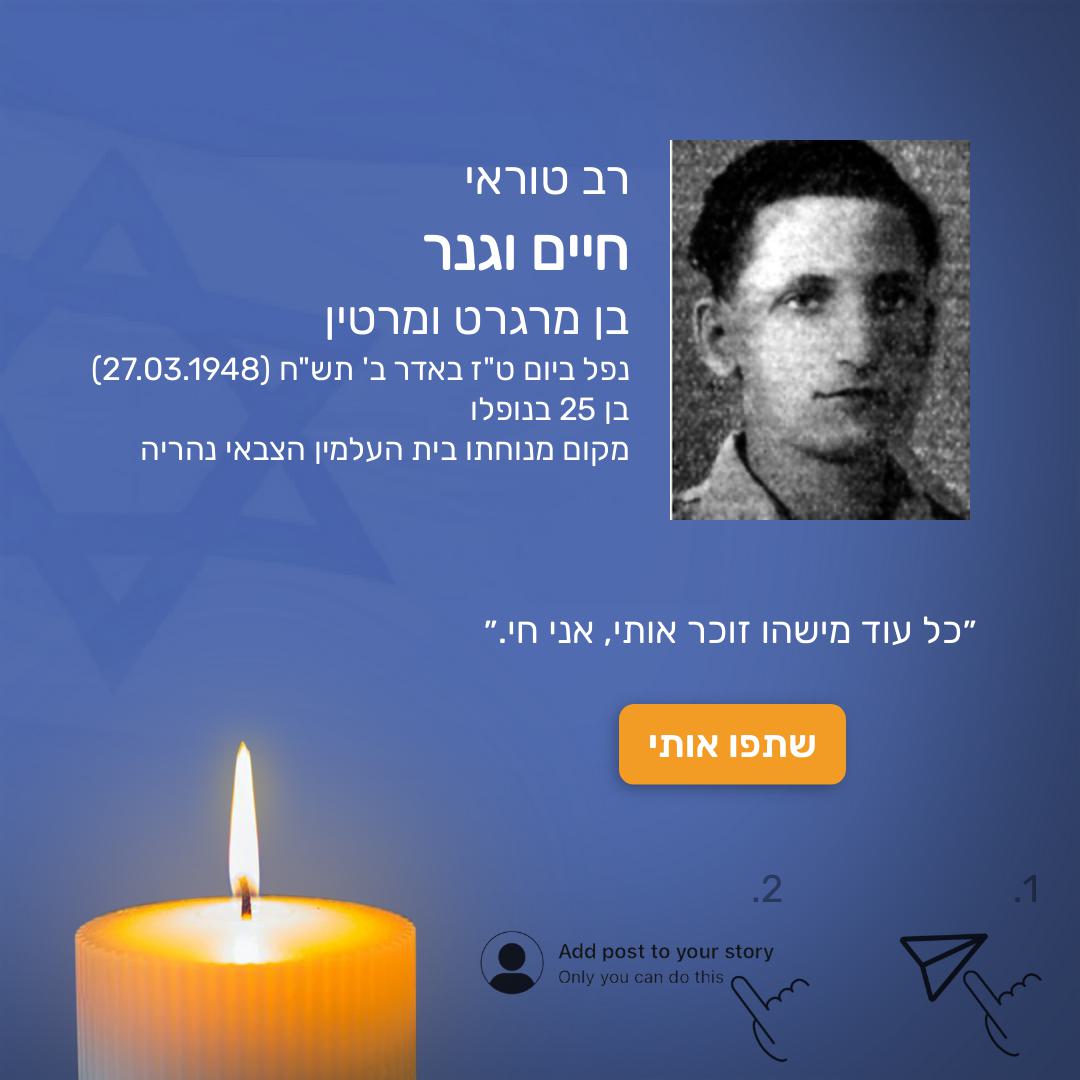 רב טוראי
חיים וגנר
בן מרגרט ומרטין
נפל ביום ט"ז באדר ב' תש"ח (27.03.1948)
בן 25 בנופלו
מקום מנוחתו בית העלמין הצבאי נהריה
״כל עוד מישהו זוכר אותי, אני חי.״
שתפו אותי
.1
.2
Add post to your story
Only you can do this